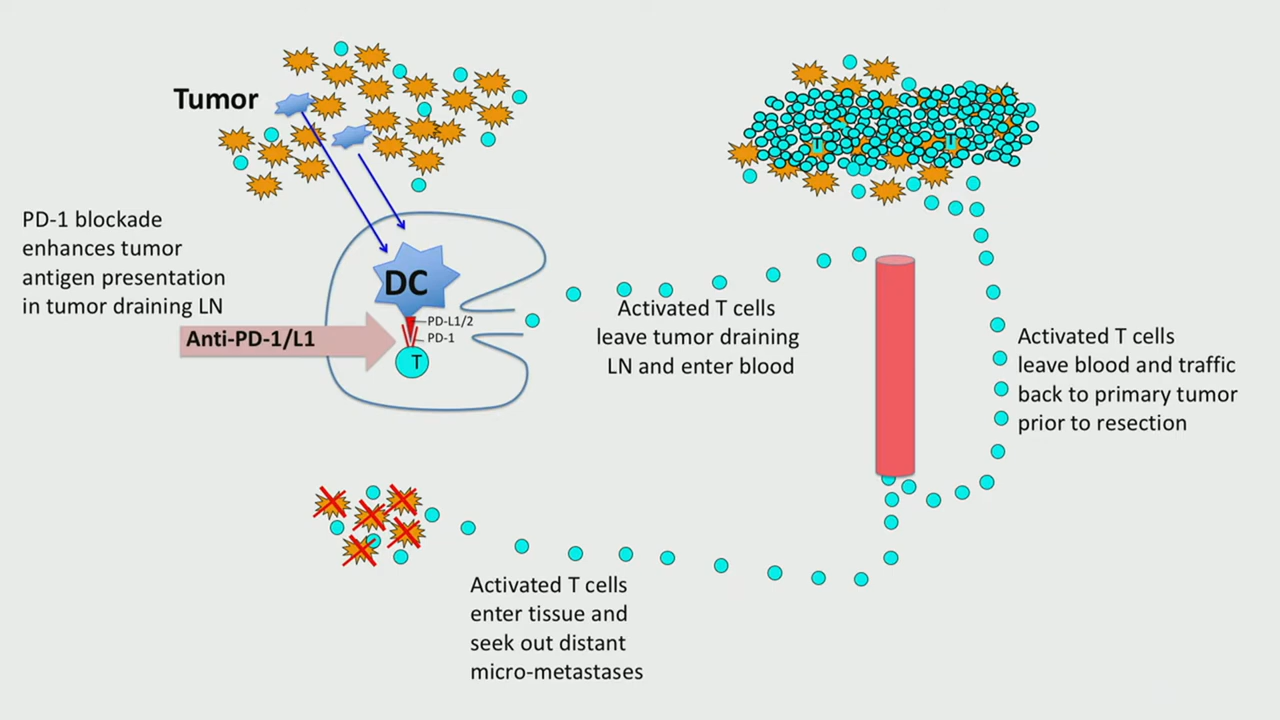 Tumor
PD-1 blockade
enhances tumor
antigen presentation
in tumor draining LN
DC
PD-L1/2
PD-1
Anti-PD-1/L1
T
Activated T cells
leave tumor draining
LN and enter blood
Activated T cells
leave blood and traffic
back to primary tumor
prior to resection
Activated T cells
enter tissue and
seek out distant
micro-metastases